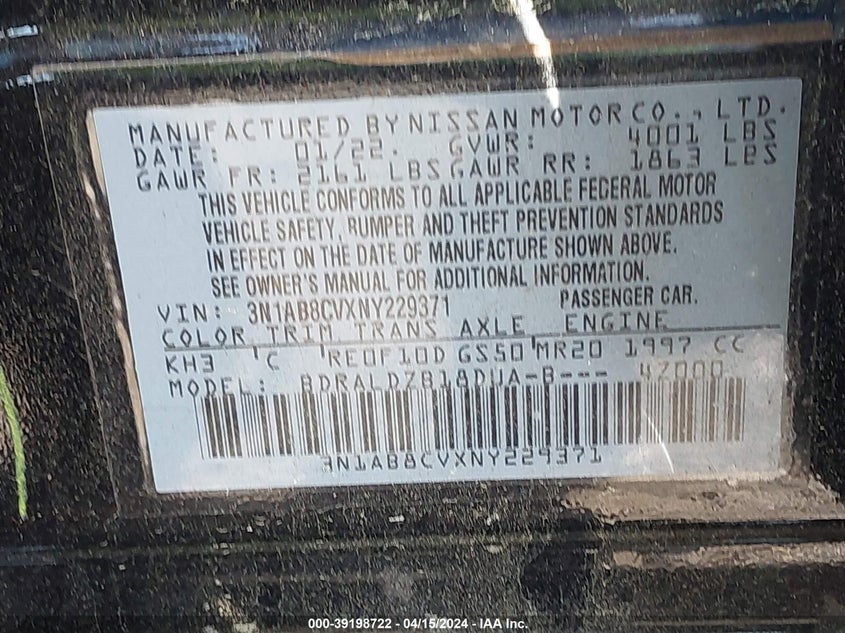 MANUFACTURED BY NISSAN MOTOR CO., LTD.
DATE: 01/22. GVWR: 4001 LBS
GAWR FR: 2161 LBS GAWR RR: 1863 LBS
THIS VEHICLE CONFORMS TO ALL APPLICABLE FEDERAL MOTOR
VEHICLE SAFETY, BUMPER AND THEFT PREVENTION STANDARDS
IN EFFECT ON THE DATE OF MANUFACTURE SHOWN ABOVE.
SEE OWNER'S MANUAL FOR ADDITIONAL INFORMATION.
VIN: 3N1AB8CVXNY229371 PASSENGER CAR.
COLOR TRIM TRANS AXLE ENGINE
KH3 'C 'RE0F10D GS50'MR20 1997 CC
MODEL: BDRALDZB18DUA-B--- 4Z000
3N1AB8CVXNY229371
000-39198722 - 04/15/2024 - IAA Inc.